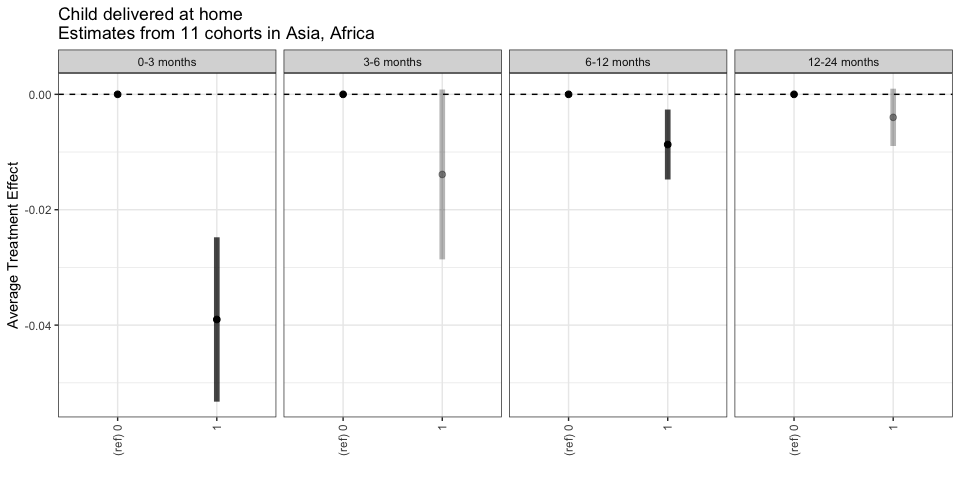 Child delivered at home
Estimates from 11 cohorts in Asia, Africa
0-3 months
3-6 months
6-12 months
12-24 months
Average Treatment Effect
0.00
-0.02
-0.04
(ref) 0
1
(ref) 0
1
(ref) 0
1
(ref) 0
1